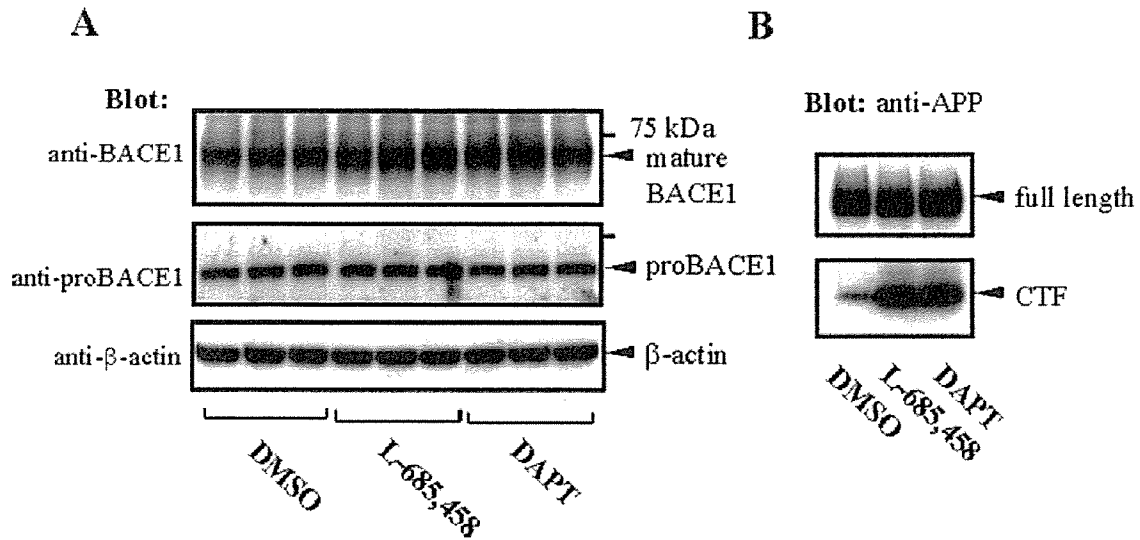 A
Blot:
anti-BACE1
75 kDa
mature
BACE1
anti-proBACE1
proBACE1
anti-β-actin
β-actin
DMSO
L-685,458
DAPT
B
Blot: anti-APP
full length
CTF
DMSO
L-685,458
DAPT